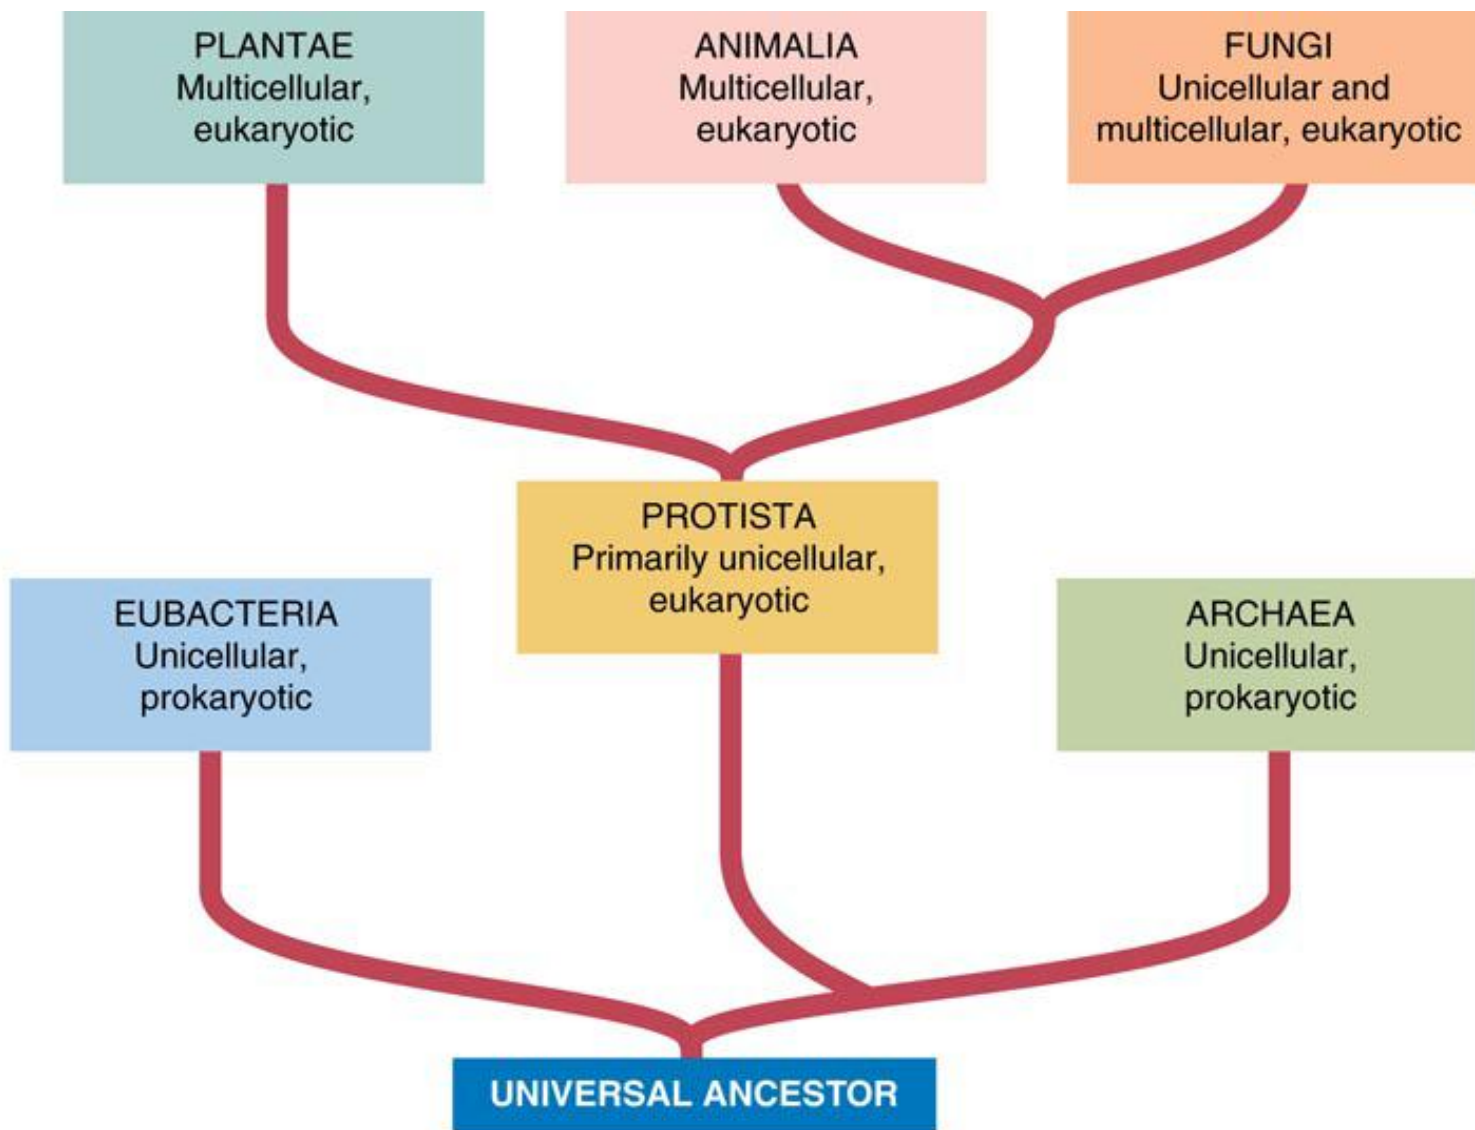 PLANTAE
Multicellular,
eukaryotic
ANIMALIA
Multicellular,
eukaryotic
FUNGI
Unicellular and
multicellular, eukaryotic
PROTISTA
Primarily unicellular,
eukaryotic
EUBACTERIA
Unicellular,
prokaryotic
ARCHAEA
Unicellular,
prokaryotic
UNIVERSAL ANCESTOR